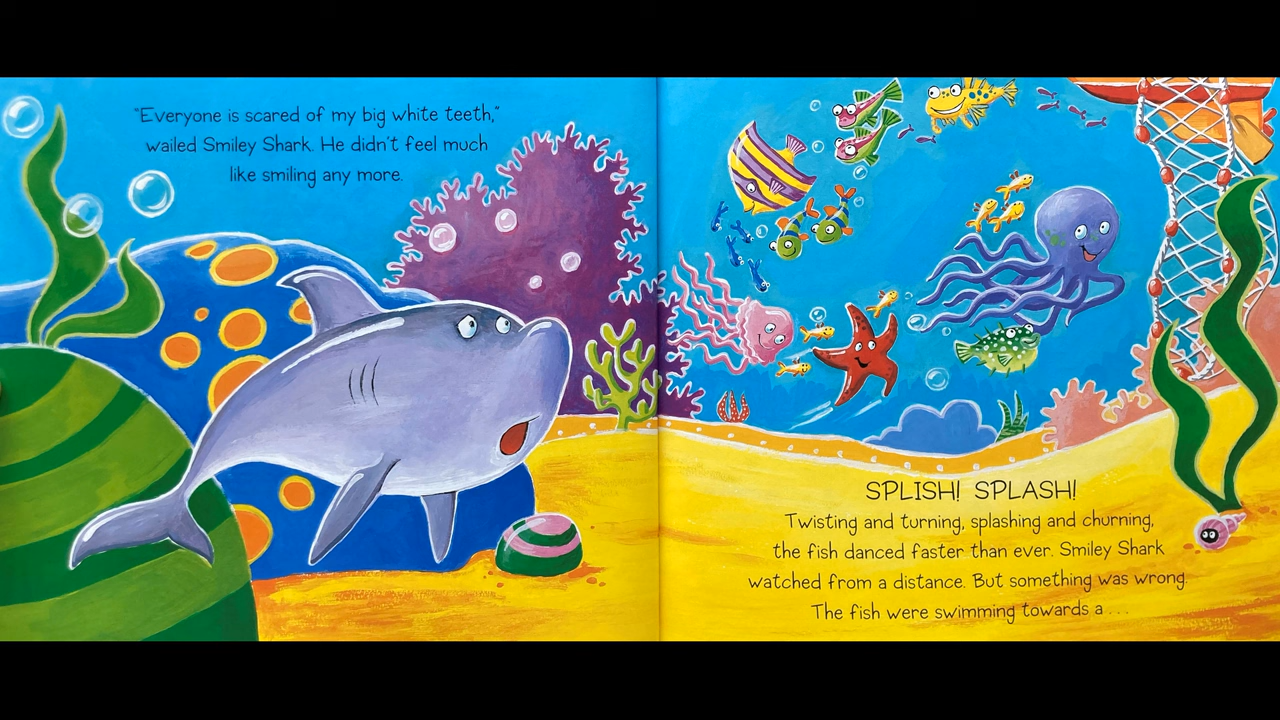 "Everyone is scared of my big white teeth,"
wailed Smiley Shark. He didn't feel much
like smiling any more.
SPLISH! SPLASH!
Twisting and turning, splashing and churning,
the fish danced faster than ever. Smiley Shark
watched from a distance. But something was wrong.
The fish were swimming towards a . . .